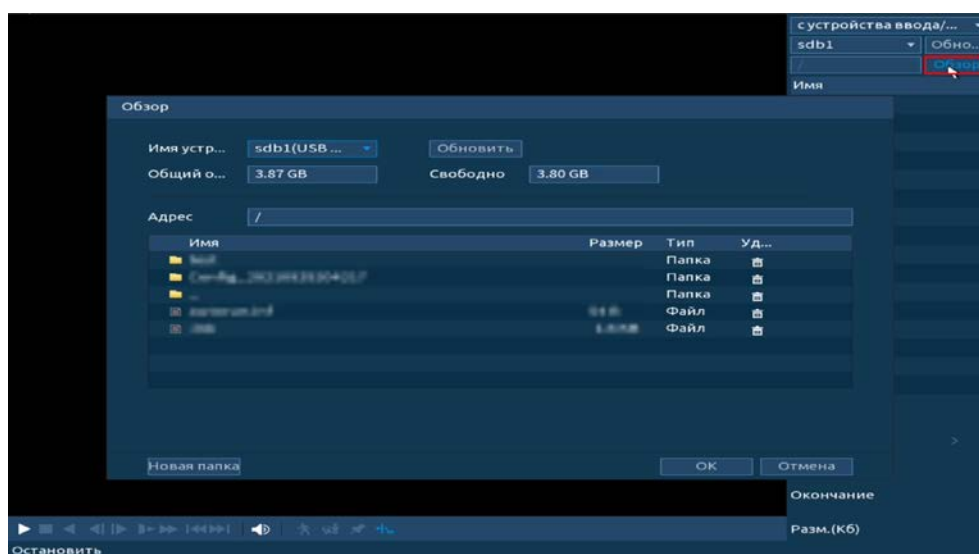 с устройства ввода/...
sdb1 Обно...
/ Обзор
Имя
Обзор
Имя устр... sdb1(USB ... Обновить
Общий о... 3.87 GB Свободно 3.80 GB
Адрес /
Имя Размер Тип Уд...
Папка
Папка
Папка
Файл
Файл
Новая папка OK Отмена
Окончание
Разм.(Кб)
Остановить